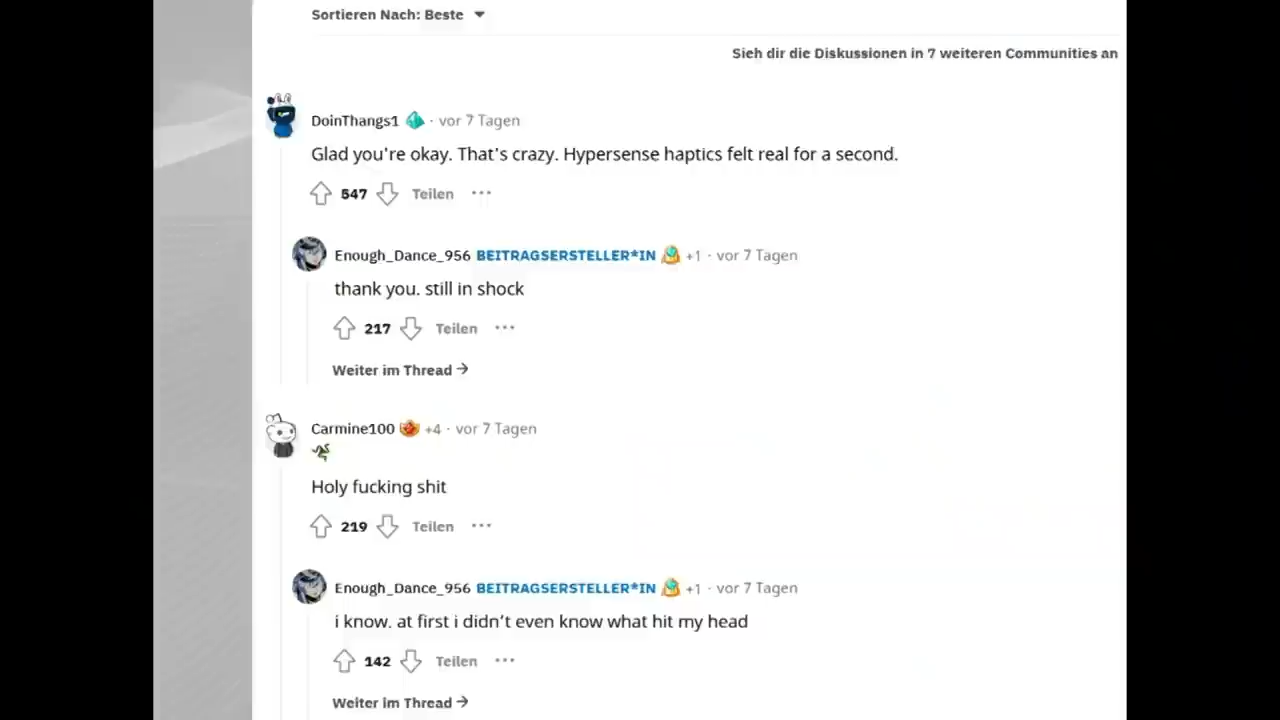 Sortieren Nach: Beste
Sieh dir die Diskussionen in 7 weiteren Communities an
DoinThangs1 · vor 7 Tagen
Glad you're okay. That's crazy. Hypersense haptics felt real for a second.
547 Teilen ···
Enough_Dance_956 BEITRAGSERSTELLER*IN +1 · vor 7 Tagen
thank you. still in shock
217 Teilen ···
Weiter im Thread →
Carmine100 +4 · vor 7 Tagen
Holy fucking shit
219 Teilen ···
Enough_Dance_956 BEITRAGSERSTELLER*IN +1 · vor 7 Tagen
i know. at first i didn’t even know what hit my head
142 Teilen ···
Weiter im Thread →